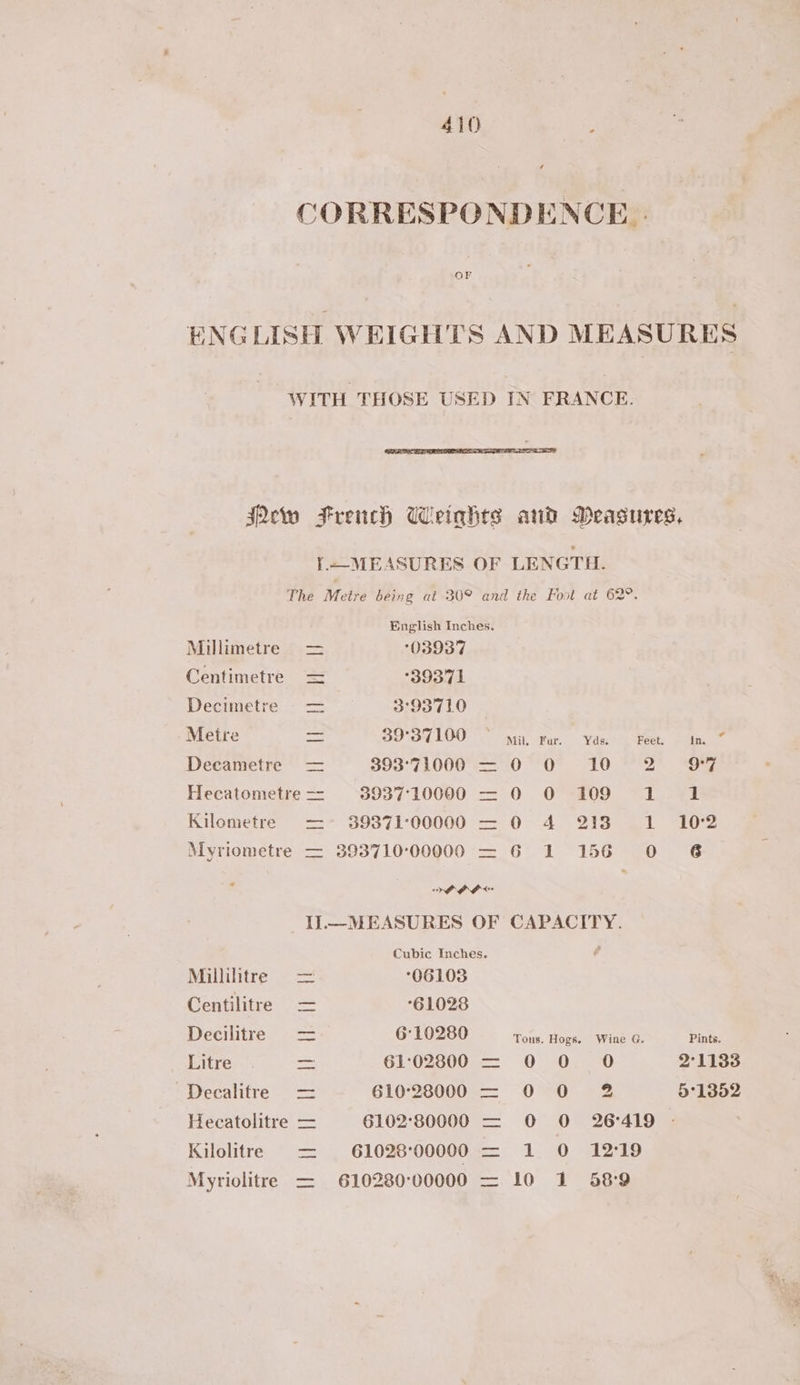 410
CORRESPONDENCE
OF
ENGLISH WEIGHTS AND MEASURES
WITH THOSE USED IN FRANCE.
New French Weights and Measures.
I.—MEASURES OF LENGTH.
The Metre being at 30° and the Foot at 62°.
English Inches.
Millimetre = ·03937
Centimetre = ·39371
Decimetre = 3·93710
Metre = 39·37100 Mil. Fur. Yds. Feet. In.
Decametre = 393·71000 = 0 0 10 2 9·7
Hecatometre = 3937·10000 = 0 0 109 1 1
Kilometre = 39371·00000 = 0 4 213 1 10·2
Myriometre = 393710·00000 = 6 1 156 0 6
II.—MEASURES OF CAPACITY.
Cubic Inches.
Millilitre = ·06103
Centilitre = ·61028
Decilitre = 6·10280 Tons. Hogs. Wine G. Pints.
Litre = 61·02800 = 0 0 0 2·1133
Decalitre = 610·28000 = 0 0 2 5·1352
Hecatolitre = 6102·80000 = 0 0 26·419
Kilolitre = 61028·00000 = 1 0 12·19
Myriolitre = 610280·00000 = 10 1 58·9